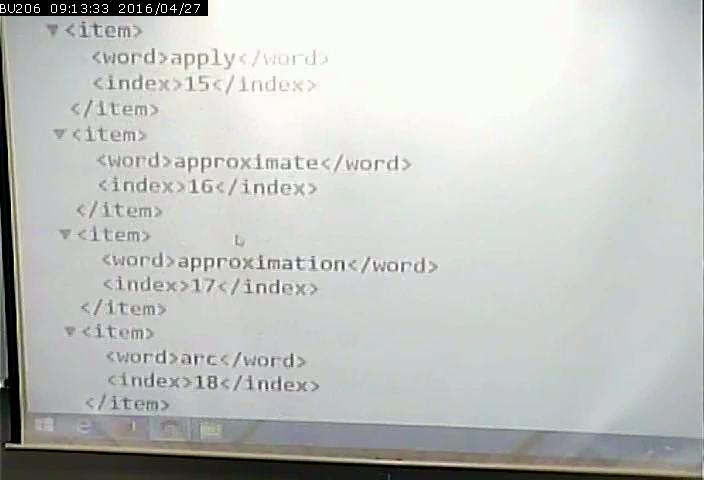 BU206 09:13:33 2016/04/27
▼<item>
<word>apply</word>
<index>15</index>
</item>
▼<item>
<word>approximate</word>
<index>16</index>
</item>
▼<item>
<word>approximation</word>
<index>17</index>
</item>
▼<item>
<word>arc</word>
<index>18</index>
</item>